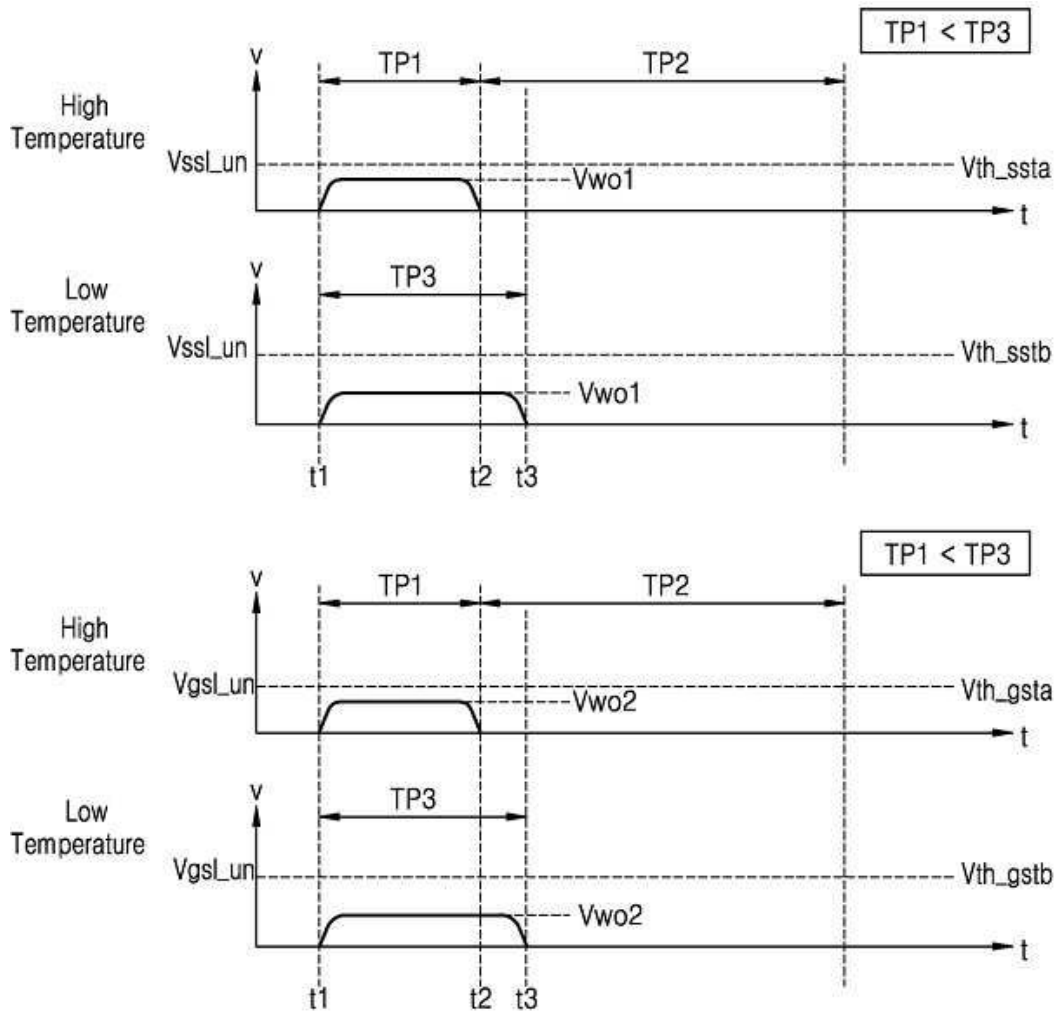 TP1 < TP3
v
TP1
TP2
High
Temperature
Vssl_un
Vth_ssta
Vwo1
t
v
TP3
Low
Temperature
Vssl_un
Vth_sstb
Vwo1
t
t1
t2
t3
TP1 < TP3
v
TP1
TP2
High
Temperature
Vgsl_un
Vth_gsta
Vwo2
t
v
TP3
Low
Temperature
Vgsl_un
Vth_gstb
Vwo2
t
t1
t2
t3